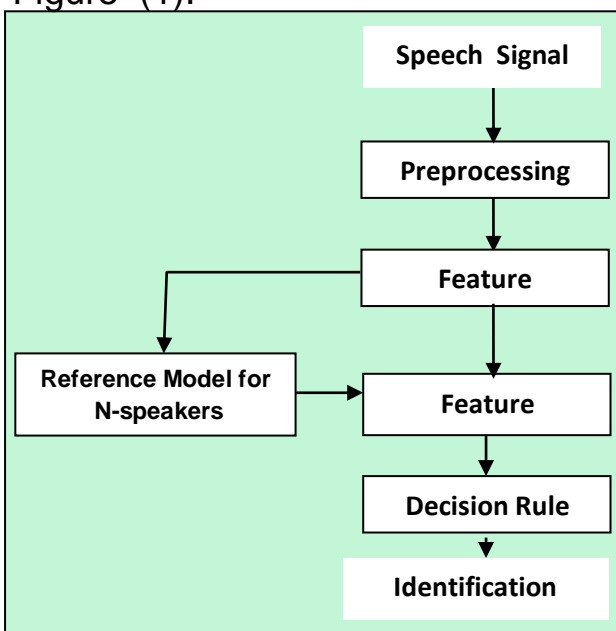 Figure (1).
Speech Signal
Preprocessing
Feature
Reference Model for
N-speakers
Feature
Decision Rule
Identification